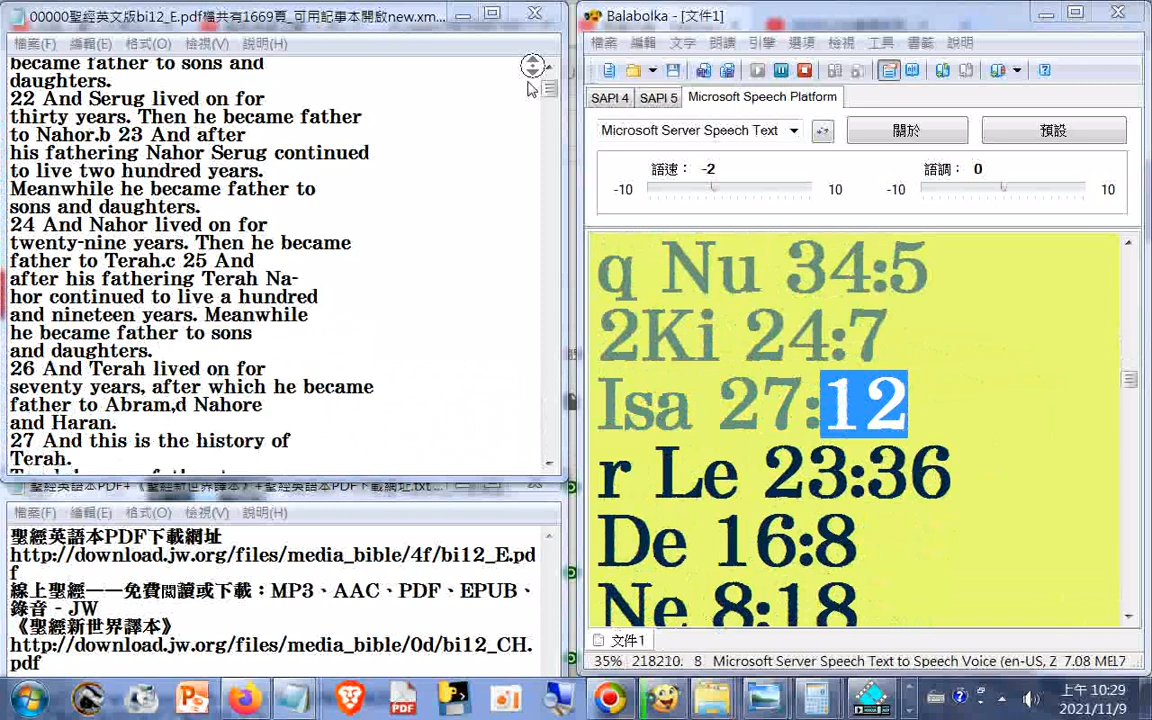 00000聖經英文版bi12_E.pdf檔共有1669頁_可用記事本開啟new.xm...
檔案(F) 編輯(E) 格式(O) 檢視(V) 說明(H)
became father to sons and
daughters.
22 And Serug lived on for
thirty years. Then he became father
to Nahor.b 23 And after
his fathering Nahor Serug continued
to live two hundred years.
Meanwhile he became father to
sons and daughters.
24 And Nahor lived on for
twenty-nine years. Then he became
father to Terah.c 25 And
after his fathering Terah Na-
hor continued to live a hundred
and nineteen years. Meanwhile
he became father to sons
and daughters.
26 And Terah lived on for
seventy years, after which he became
father to Abram,d Nahore
and Haran.
27 And this is the history of
Terah.
聖經英語本PDF+《聖經新世界譯本》+聖經英語本PDF下載網址.txt ...
檔案(F) 編輯(E) 格式(O) 檢視(V) 說明(H)
聖經英語本PDF下載網址
http://download.jw.org/files/media_bible/4f/bi12_E.pd
f
線上聖經——免費閱讀或下載：MP3、AAC、PDF、EPUB、
錄音 - JW
《聖經新世界譯本》
http://download.jw.org/files/media_bible/0d/bi12_CH.
pdf
Balabolka - [文件1]
檔案 編輯 文字 朗讀 引擎 選項 檢視 工具 書籤 說明
SAPI 4 SAPI 5 Microsoft Speech Platform
Microsoft Server Speech Text 關於 預設
語速： -2 語調： 0
-10 10 -10 10
q Nu 34:5
2Ki 24:7
Isa 27:12
r Le 23:36
De 16:8
Ne 8:18
文件1
35% 218210: 8 Microsoft Server Speech Text to Speech Voice (en-US, Z 7.08 MEL7
PDF
上午 10:29
2021/11/9